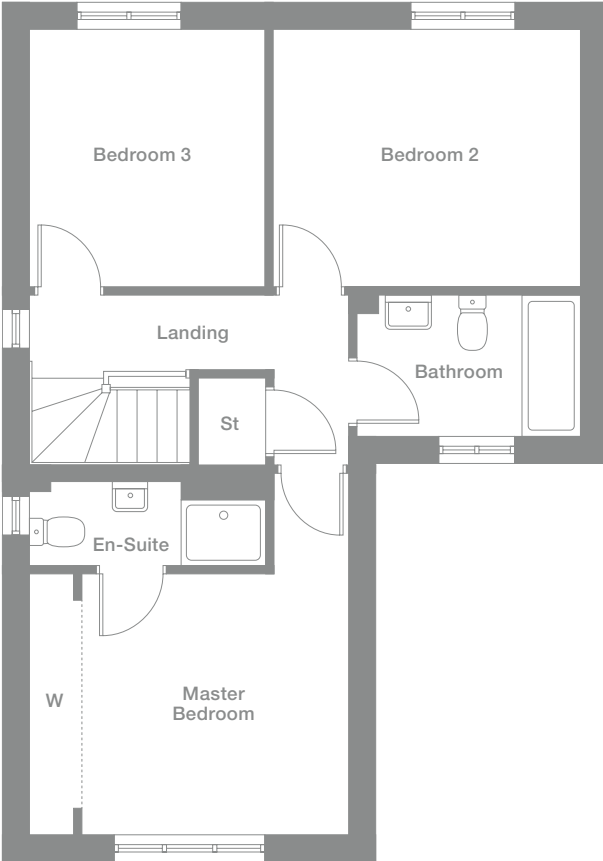 Bedroom 3
Bedroom 2
Landing
Bathroom
St
En-Suite
W
Master
Bedroom